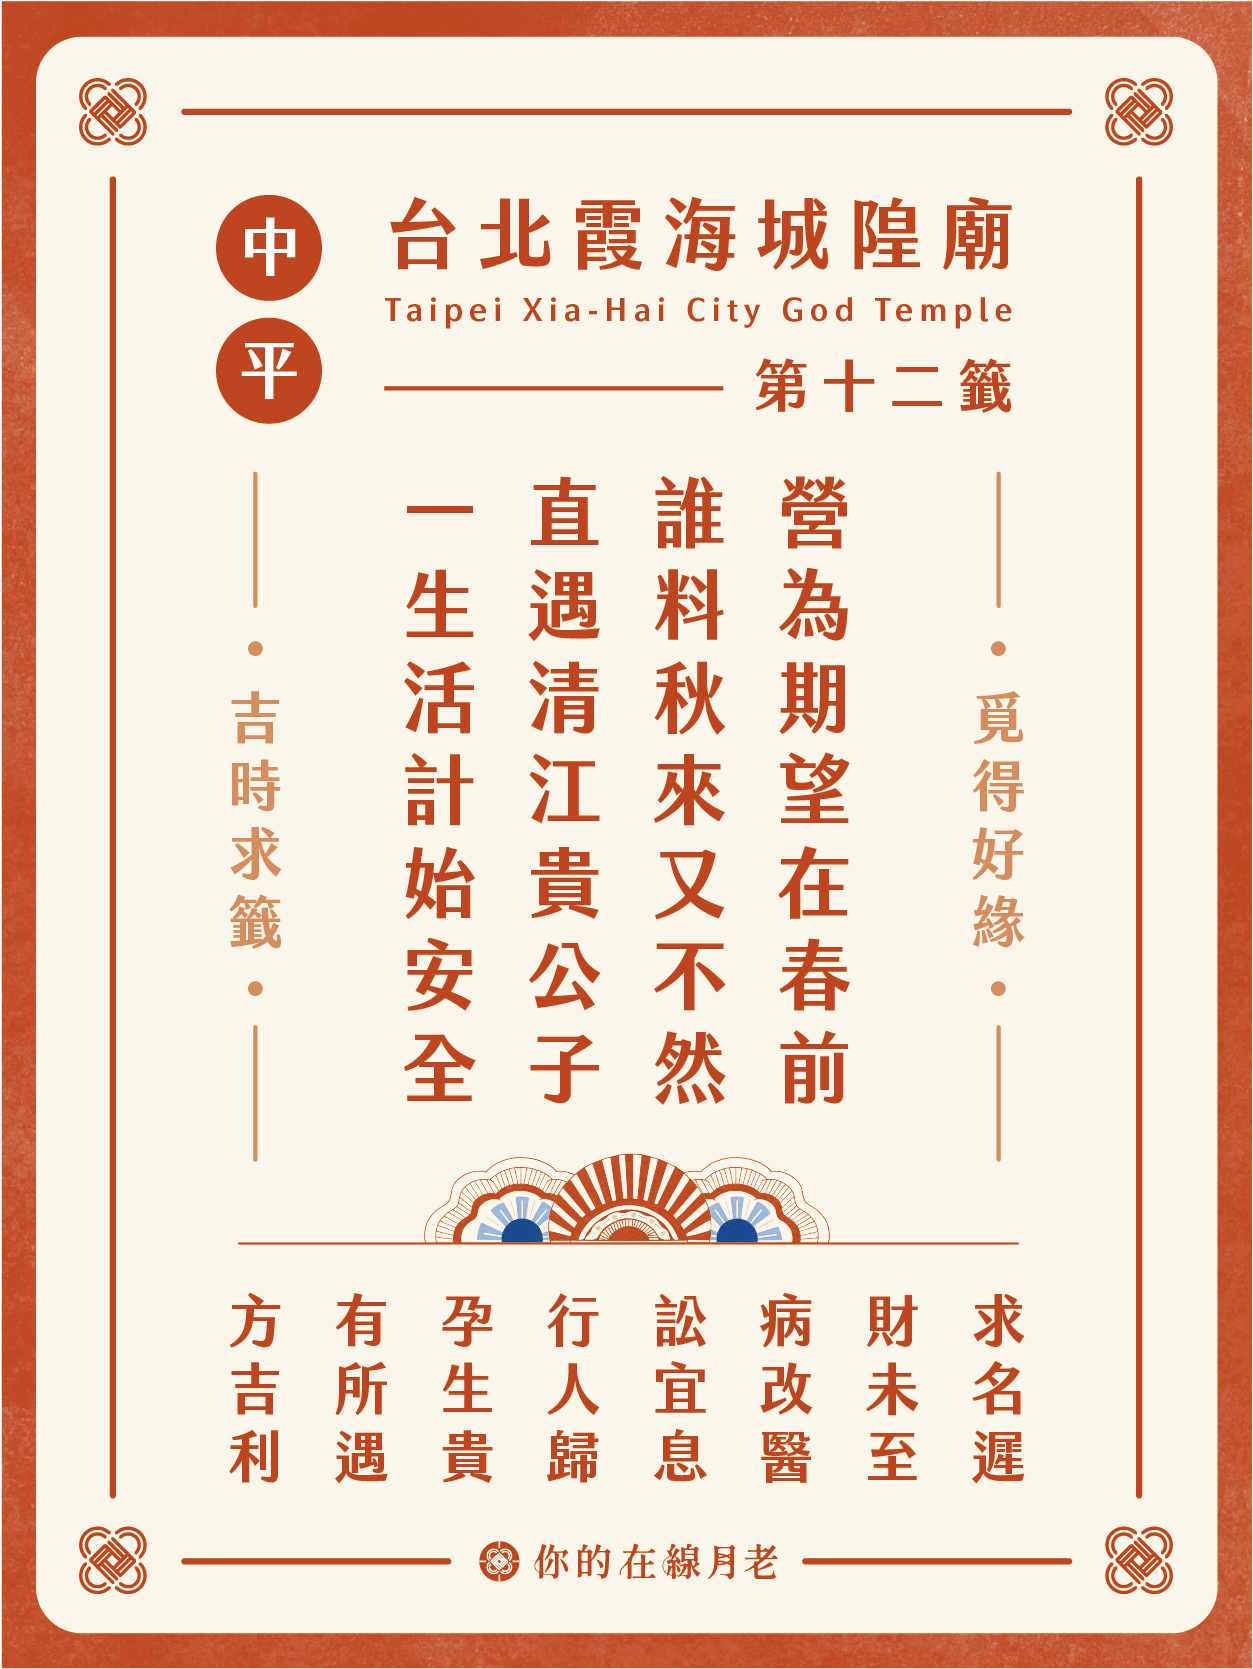 台北霞海城隍廟
Taipei Xia-Hai City God Temple
第十二籤
中平
覓得好緣
營為期望在春前
誰料秋來又不然
直遇清江貴公子
一生活計始安全
吉時求籤
求名遲
財未至
病改醫
訟宜息
行人歸
孕生貴
有所遇
方吉利
你的在線月老